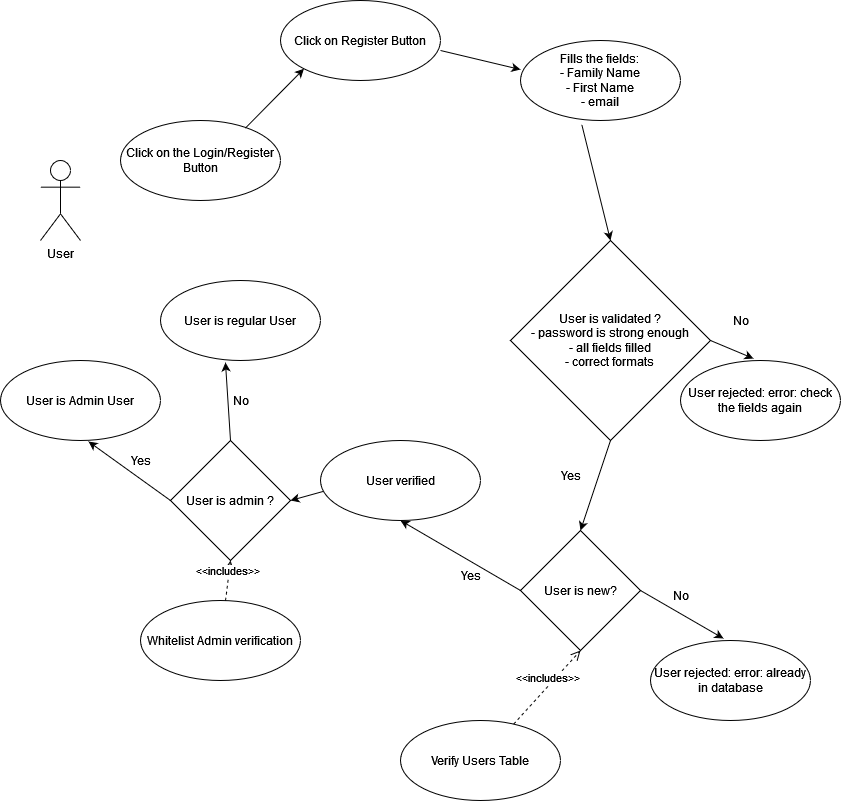 Click on Register Button
Fills the fields:
- Family Name
- First Name
- email
Click on the Login/Register
Button
User
User is validated ?
- password is strong enough
- all fields filled
- correct formats
No
User rejected: error: check
the fields again
User is regular User
User is Admin User
No
Yes
User is admin ?
User verified
Yes
<<includes>>
Whitelist Admin verification
User is new?
Yes
No
User rejected: error: already
in database
<<includes>>
Verify Users Table